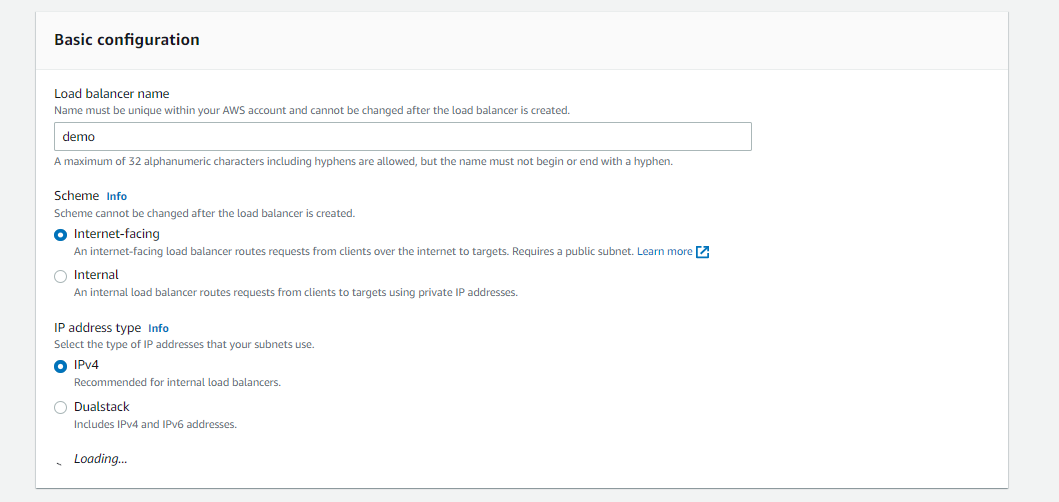 Basic configuration
Load balancer name
Name must be unique within your AWS account and cannot be changed after the load balancer is created.
demo
A maximum of 32 alphanumeric characters including hyphens are allowed, but the name must not begin or end with a hyphen.
Scheme Info
Scheme cannot be changed after the load balancer is created.
Internet-facing
An internet-facing load balancer routes requests from clients over the internet to targets. Requires a public subnet. Learn more
Internal
An internal load balancer routes requests from clients to targets using private IP addresses.
IP address type Info
Select the type of IP addresses that your subnets use.
IPv4
Recommended for internal load balancers.
Dualstack
Includes IPv4 and IPv6 addresses.
Loading...